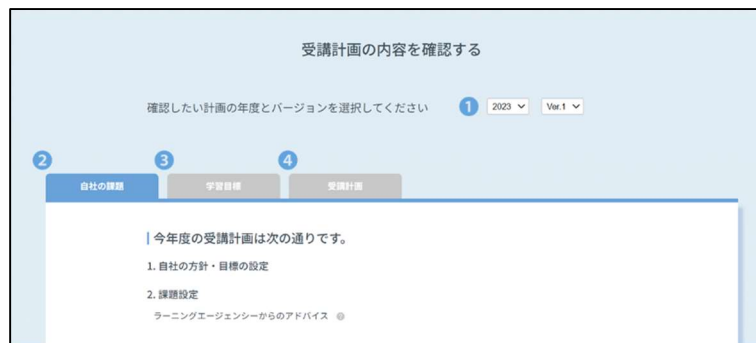 受講計画の内容を確認する
確認したい計画の年度とバージョンを選択してください 1 2023 Ver.1
2 3 4
自社の課題 学習目標 受講計画
今年度の受講計画は次の通りです。
1. 自社の方針・目標の設定
2. 課題設定
ラーニングエージェンシーからのアドバイス